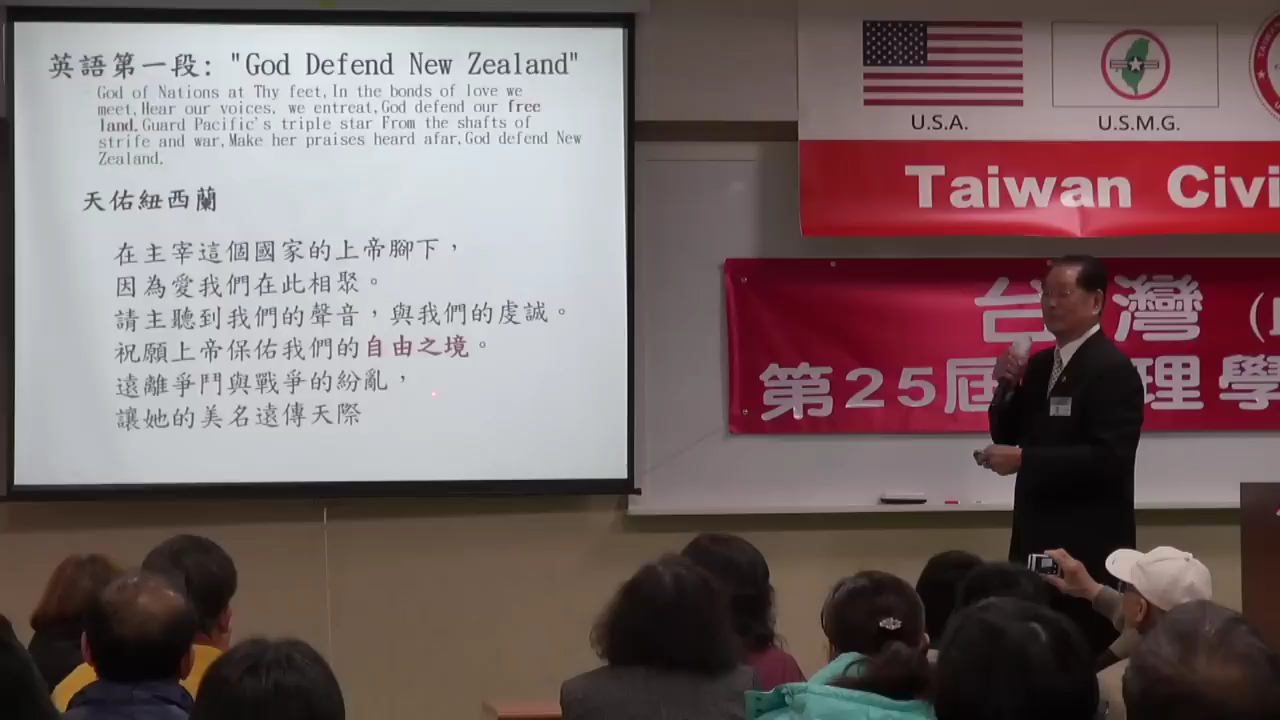 英語第一段: "God Defend New Zealand"
God of Nations at Thy feet,In the bonds of love we
meet,Hear our voices, we entreat,God defend our free
land.Guard Pacific's triple star From the shafts of
strife and war,Make her praises heard afar,God defend New
Zealand.
天佑紐西蘭
在主宰這個國家的上帝腳下，
因為愛我們在此相聚。
請主聽到我們的聲音，與我們的虔誠。
祝願上帝保佑我們的自由之境。
遠離爭鬥與戰爭的紛亂，
讓她的美名遠傳天際
U.S.A.
U.S.M.G.
Taiwan Civi
台灣（
第25屆 理學